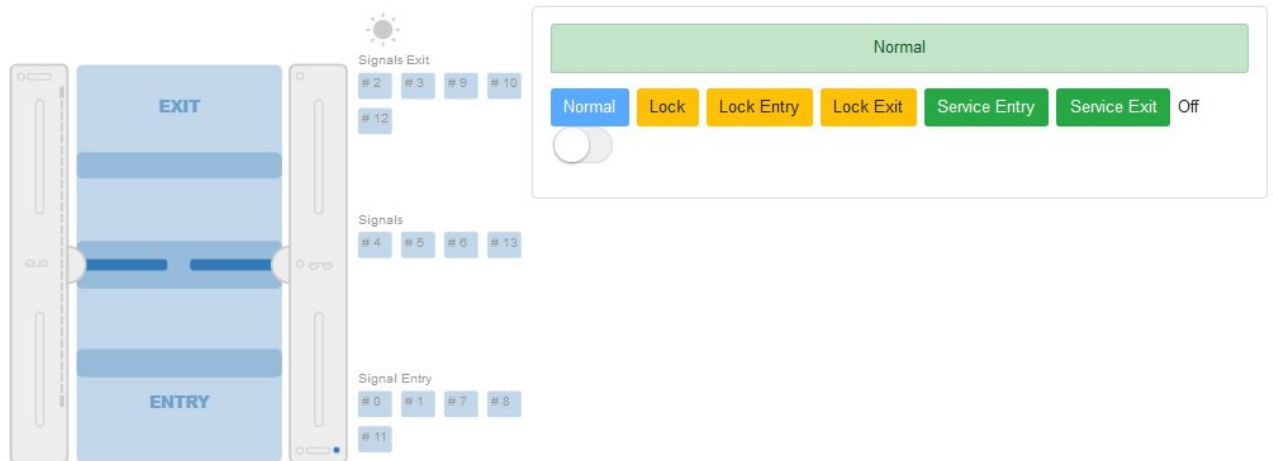 Signals Exit
# 2 # 3 # 9 # 10
# 12
EXIT
Signals
# 4 # 5 # 6 # 13
Signal Entry
# 0 # 1 # 7 # 8
# 11
ENTRY
Normal
Normal Lock Lock Entry Lock Exit Service Entry Service Exit Off